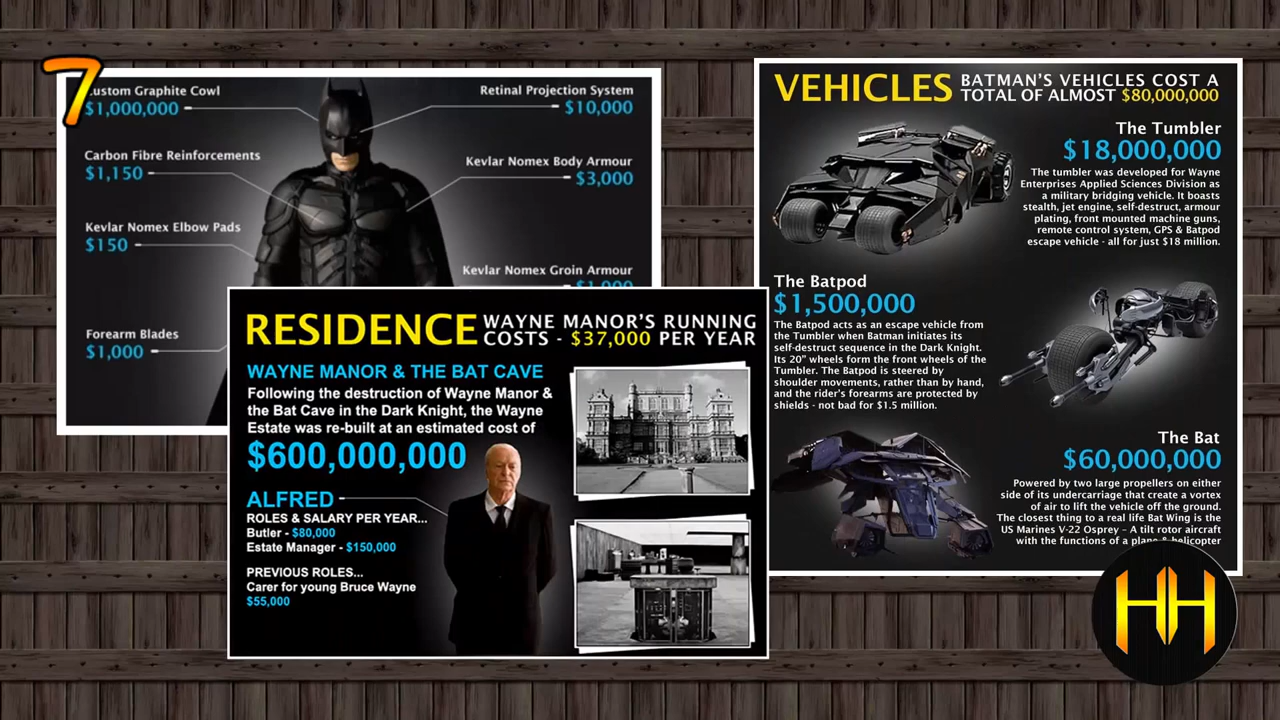 7
ustom Graphite Cowl
$1,000,000
Carbon Fibre Reinforcements
$1,150
Kevlar Nomex Elbow Pads
$150
Forearm Blades
$1,000
Retinal Projection System
$10,000
Kevlar Nomex Body Armour
$3,000
Kevlar Nomex Groin Armour
RESIDENCE WAYNE MANOR'S RUNNING
COSTS - $37,000 PER YEAR
WAYNE MANOR & THE BAT CAVE
Following the destruction of Wayne Manor &
the Bat Cave in the Dark Knight, the Wayne
Estate was re-built at an estimated cost of
$600,000,000
ALFRED
ROLES & SALARY PER YEAR...
Butler - $80,000
Estate Manager - $150,000
PREVIOUS ROLES...
Carer for young Bruce Wayne
$55,000
VEHICLES BATMAN'S VEHICLES COST A
TOTAL OF ALMOST $80,000,000
The Tumbler
$18,000,000
The tumbler was developed for Wayne
Enterprises Applied Sciences Division as
a military bridging vehicle. It boasts
stealth, jet engine, self-destruct, armour
plating, front mounted machine guns,
remote control system, GPS & Batpod
escape vehicle - all for just $18 million.
The Batpod
$1,500,000
The Batpod acts as an escape vehicle from
the Tumbler when Batman initiates its
self-destruct sequence in the Dark Knight.
Its 20" wheels form the front wheels of the
Tumbler. The Batpod is steered by
shoulder movements, rather than by hand,
and the rider's forearms are protected by
shields - not bad for $1.5 million.
The Bat
$60,000,000
Powered by two large propellers on either
side of its undercarriage that create a vortex
of air to lift the vehicle off the ground.
The closest thing to a real life Bat Wing is the
US Marines V-22 Osprey - A tilt rotor aircraft
with the functions of a plane & helicopter
HH